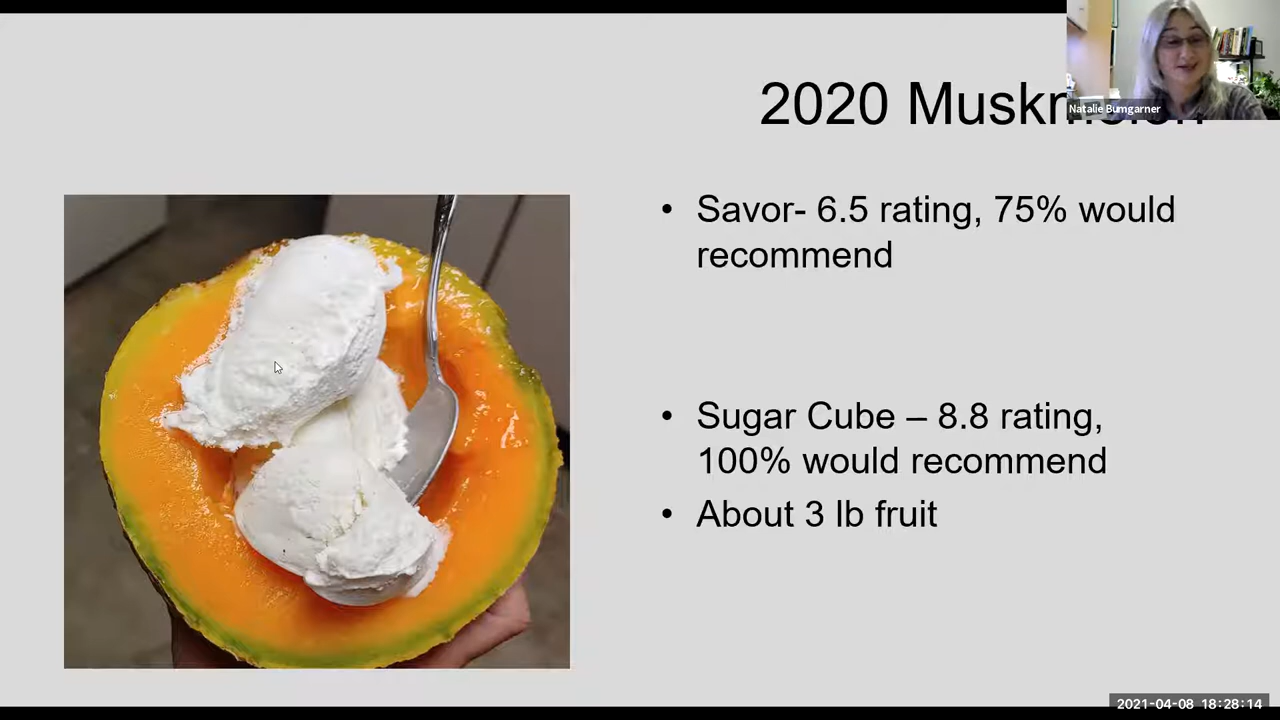 2020 Muskmelon
Natalie Bumgarner
• Savor- 6.5 rating, 75% would
recommend
• Sugar Cube – 8.8 rating,
100% would recommend
• About 3 lb fruit
2021-04-08 18:28:14